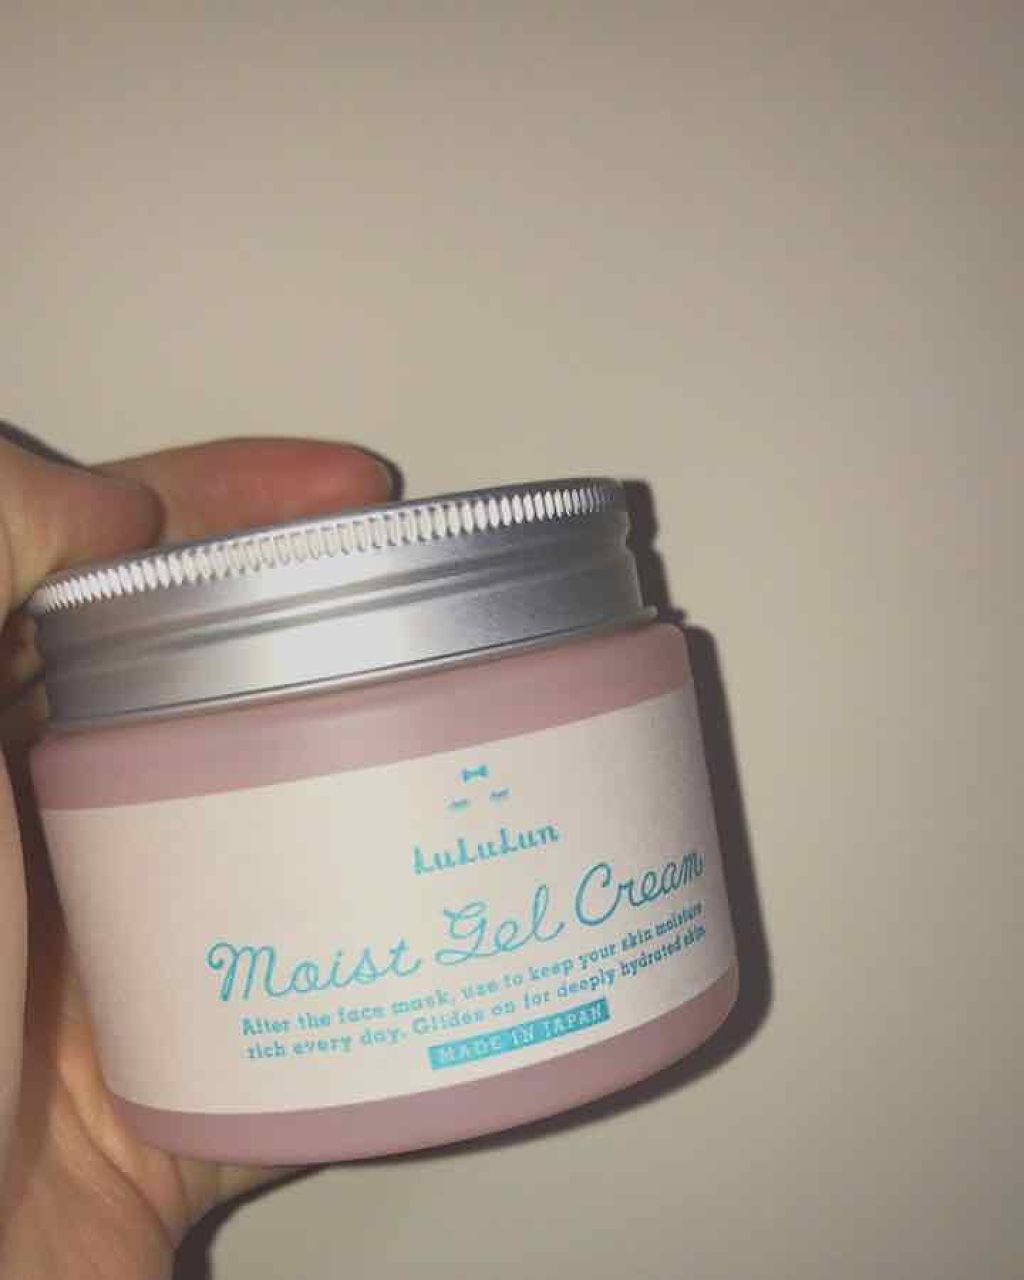 LuLuLun
Moist Gel Cream
After the face mask, use to keep your skin moisture
rich every day. Glides on for deeply hydrated skin
MADE IN JAPAN